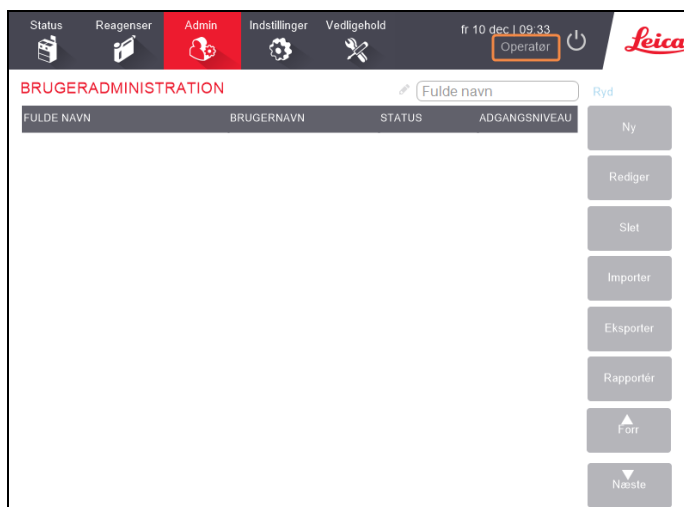 Status Reagenser Admin Indstillinger Vedligehold fr 10 dec | 09:33
Operatør
Leica
BRUGERADMINISTRATION Fulde navn Ryd
FULDE NAVN BRUGERNAVN STATUS ADGANGSNIVEAU
Ny
Rediger
Slet
Importer
Eksporter
Rapportér
Forr
Næste